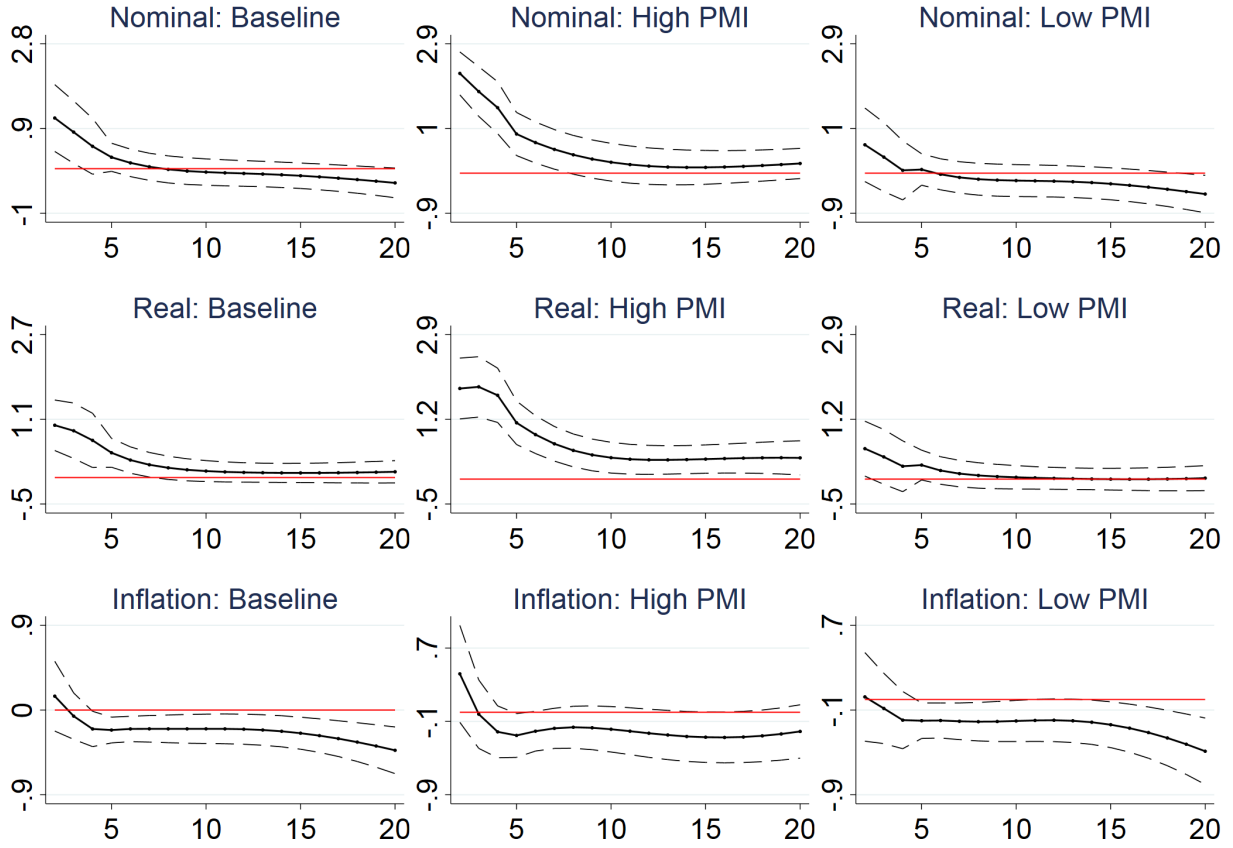 Nominal: Baseline Nominal: High PMI Nominal: Low PMI
2.8 2.9 2.9
.9 1 1
-1 -.9 -.9
5 10 15 20 5 10 15 20 5 10 15 20
Real: Baseline Real: High PMI Real: Low PMI
2.7 2.9 2.9
1.1 1.2 1.2
-.5 -.5 -.5
5 10 15 20 5 10 15 20 5 10 15 20
Inflation: Baseline Inflation: High PMI Inflation: Low PMI
.9 .7 .7
0 -.1 -.1
-.9 -.9 -.9
5 10 15 20 5 10 15 20 5 10 15 20